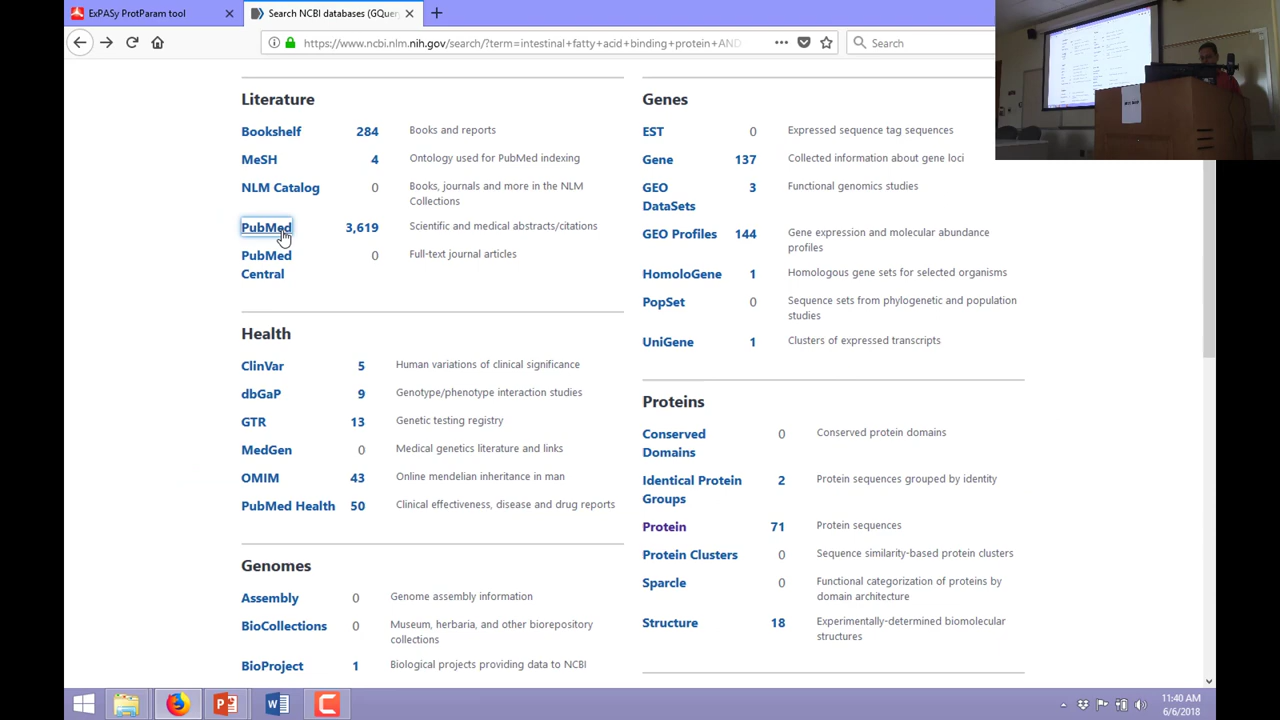 ExPASy ProtParam tool
Search NCBI databases (GQuery
https://www.ncbi.nlm.nih.gov/search/?term=intestinal+fatty+acid+binding+protein+AND
Search
Literature
Bookshelf 284 Books and reports
MeSH 4 Ontology used for PubMed indexing
NLM Catalog 0 Books, journals and more in the NLM
Collections
PubMed 3,619 Scientific and medical abstracts/citations
PubMed 0 Full-text journal articles
Central
Health
ClinVar 5 Human variations of clinical significance
dbGaP 9 Genotype/phenotype interaction studies
GTR 13 Genetic testing registry
MedGen 0 Medical genetics literature and links
OMIM 43 Online mendelian inheritance in man
PubMed Health 50 Clinical effectiveness, disease and drug reports
Genomes
Assembly 0 Genome assembly information
BioCollections 0 Museum, herbaria, and other biorepository
collections
BioProject 1 Biological projects providing data to NCBI
Genes
EST 0 Expressed sequence tag sequences
Gene 137 Collected information about gene loci
GEO 3 Functional genomics studies
DataSets
GEO Profiles 144 Gene expression and molecular abundance
profiles
HomoloGene 1 Homologous gene sets for selected organisms
PopSet 0 Sequence sets from phylogenetic and population
studies
UniGene 1 Clusters of expressed transcripts
Proteins
Conserved 0 Conserved protein domains
Domains
Identical Protein 2 Protein sequences grouped by identity
Groups
Protein 71 Protein sequences
Protein Clusters 0 Sequence similarity-based protein clusters
Sparcle 0 Functional categorization of proteins by
domain architecture
Structure 18 Experimentally-determined biomolecular
structures
11:40 AM
6/6/2018